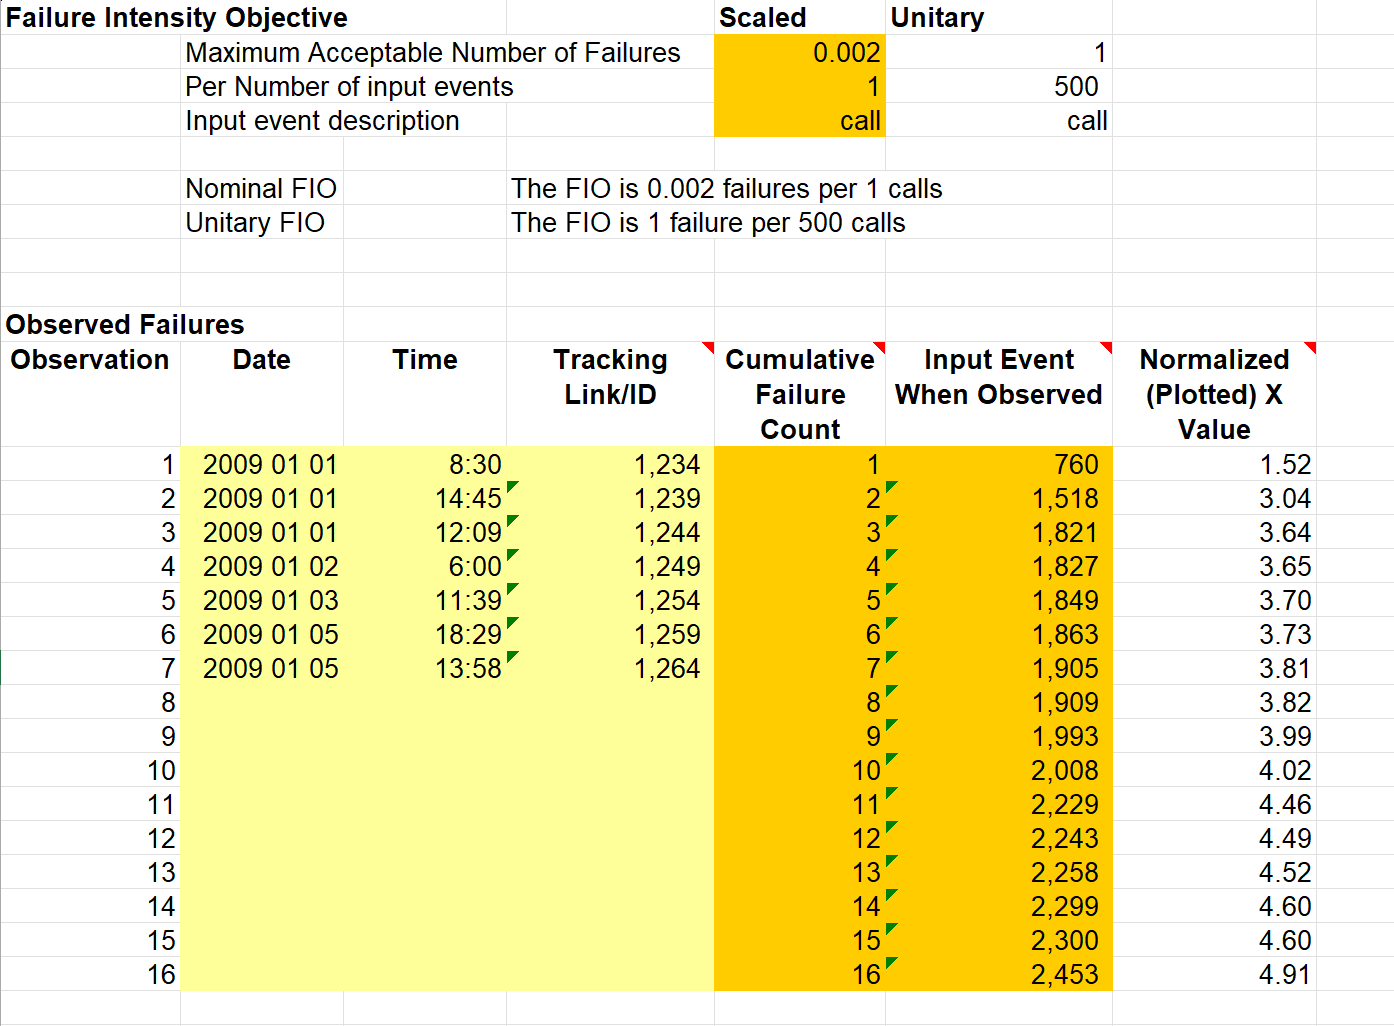 Failure Intensity Objective Scaled Unitary
Maximum Acceptable Number of Failures 0.002 1
Per Number of input events 1 500
Input event description call call
Nominal FIO The FIO is 0.002 failures per 1 calls
Unitary FIO The FIO is 1 failure per 500 calls
Observed Failures
Observation Date Time Tracking Link/ID Cumulative Failure Count Input Event When Observed Normalized (Plotted) X Value
1 2009 01 01 8:30 1,234 1 760 1.52
2 2009 01 01 14:45 1,239 2 1,518 3.04
3 2009 01 01 12:09 1,244 3 1,821 3.64
4 2009 01 02 6:00 1,249 4 1,827 3.65
5 2009 01 03 11:39 1,254 5 1,849 3.70
6 2009 01 05 18:29 1,259 6 1,863 3.73
7 2009 01 05 13:58 1,264 7 1,905 3.81
8 8 1,909 3.82
9 9 1,993 3.99
10 10 2,008 4.02
11 11 2,229 4.46
12 12 2,243 4.49
13 13 2,258 4.52
14 14 2,299 4.60
15 15 2,300 4.60
16 16 2,453 4.91